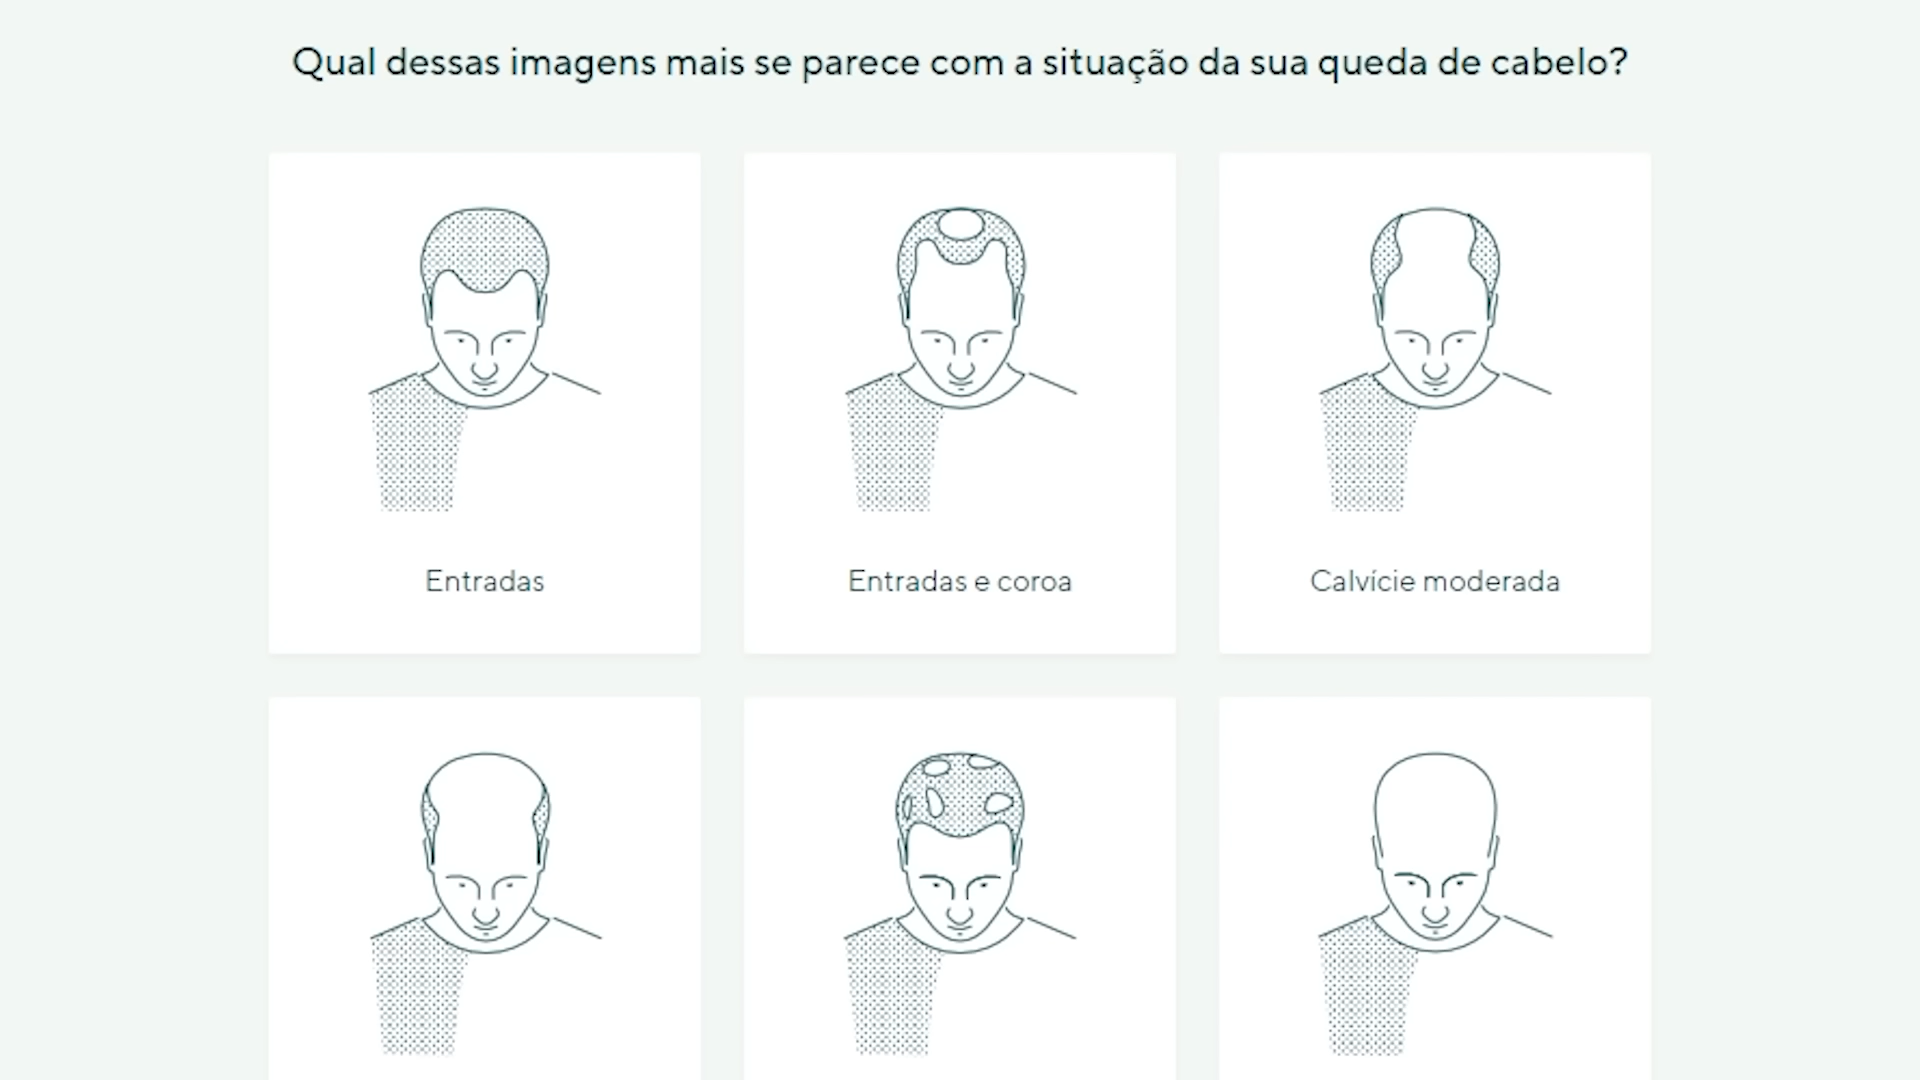 Qual dessas imagens mais se parece com a situação da sua queda de cabelo?
Entradas
Entradas e coroa
Calvície moderada